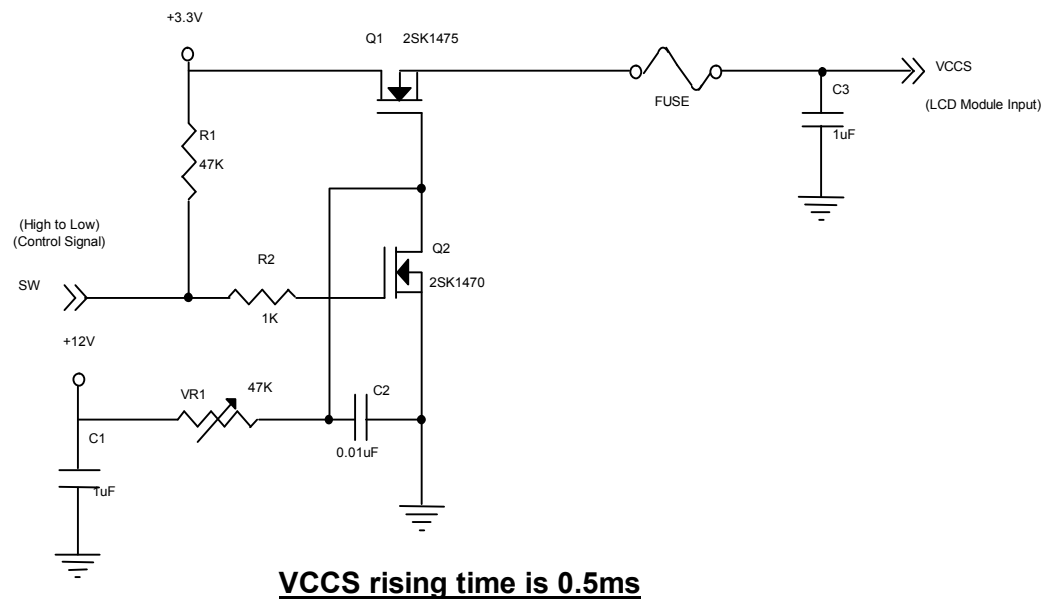 +3.3V
Q1 2SK1475
VCCS
FUSE
C3
(LCD Module Input)
R1
1uF
47K
(High to Low)
(Control Signal)
Q2
R2
SW
2SK1470
1K
+12V
VR1
47K
C2
C1
0.01uF
1uF
VCCS rising time is 0.5ms